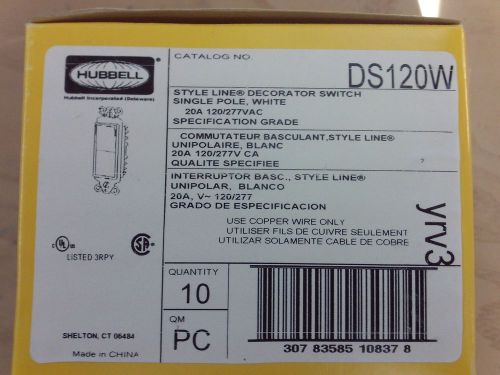 HUBBELL
Hubbell Incorporated (Delaware)
CATALOG NO.
DS120W
STYLE LINE® DECORATOR SWITCH
SINGLE POLE, WHITE
20A 120/277VAC
SPECIFICATION GRADE
COMMUTATEUR BASCULANT,STYLE LINE®
UNIPOLAIRE, BLANC
20A 120/277V CA
QUALITE SPECIFIEE
INTERRUPTOR BASC., STYLE LINE®
UNIPOLAR, BLANCO
20A, V~ 120/277
GRADO DE ESPECIFICACION
USE COPPER WIRE ONLY
UTILISER FILS DE CUIVRE SEULEMENT
UTILIZAR SOLAMENTE CABLE DE COBRE
yrv3
c UL US
LISTED 3RPY
SA
QUANTITY
10
QM
PC
SHELTON, CT 06484
Made in CHINA
307 83585 10837 8